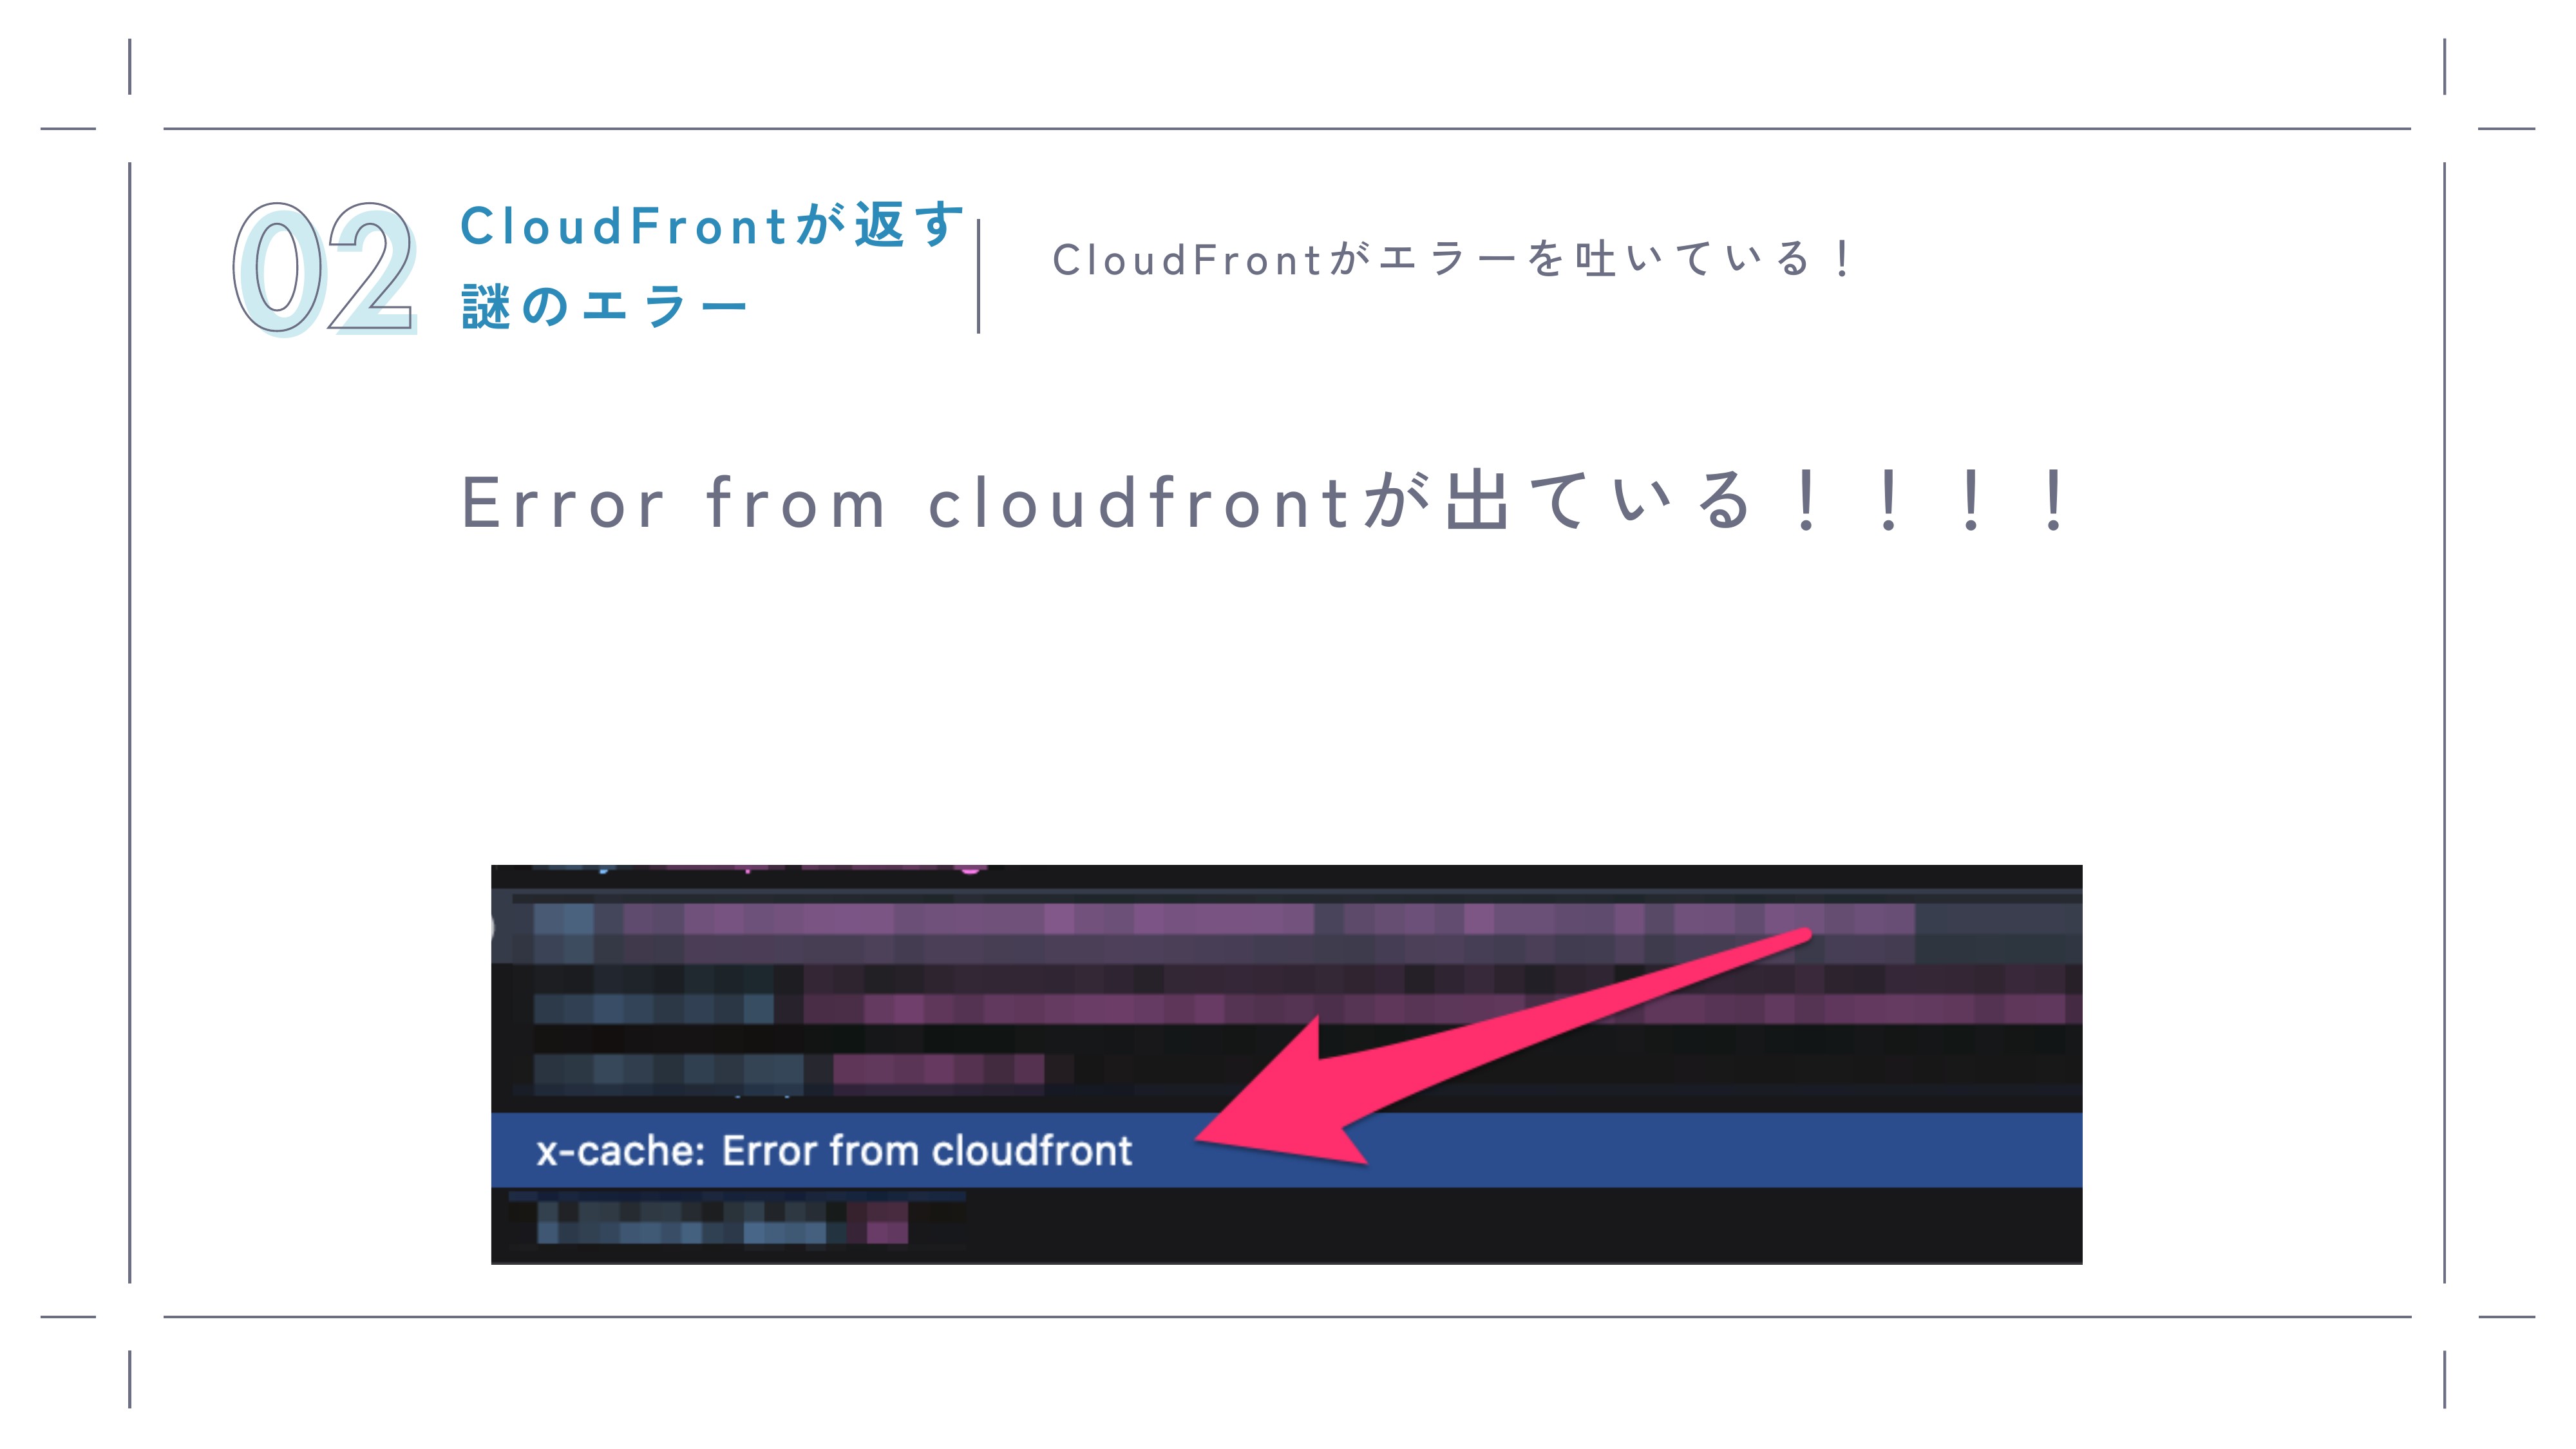 02
CloudFrontが返す
謎のエラー
CloudFrontがエラーを吐いている！
Error from cloudfrontが出ている！！！！
x-cache: Error from cloudfront